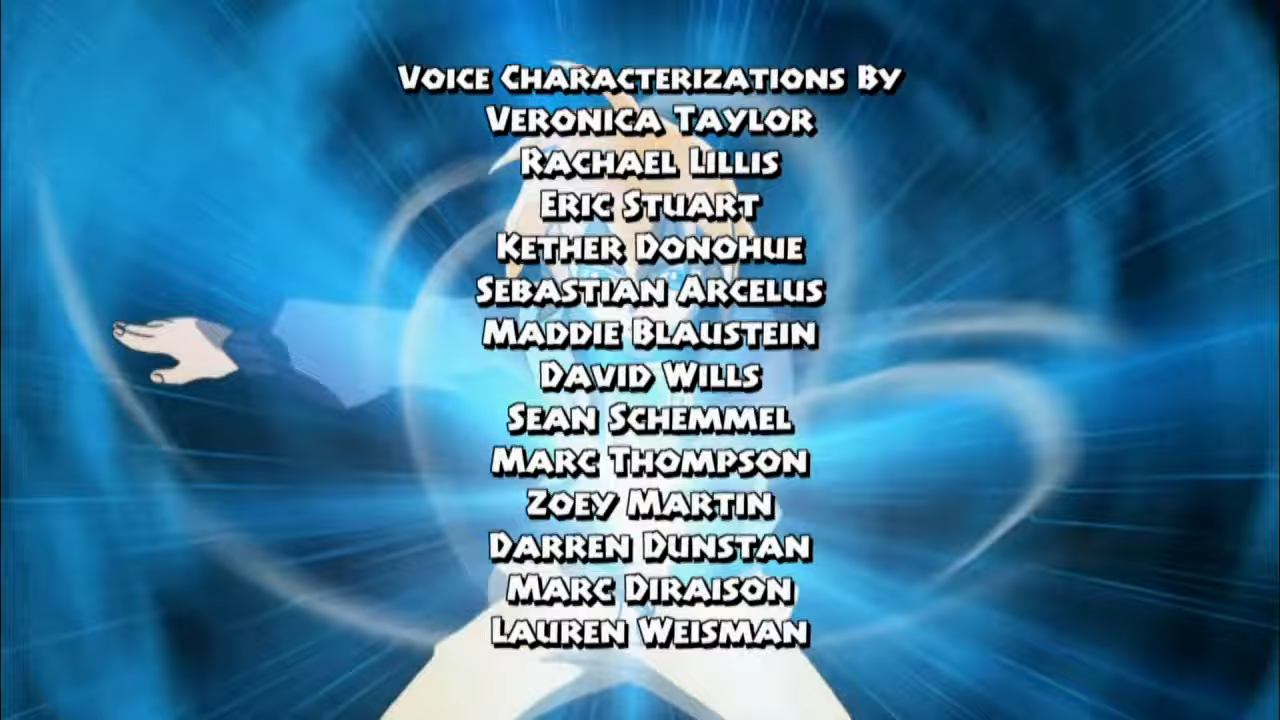 Voice Characterizations By
Veronica Taylor
Rachael Lillis
Eric Stuart
Kether Donohue
Sebastian Arcelus
Maddie Blaustein
David Wills
Sean Schemmel
Marc Thompson
Zoey Martin
Darren Dunstan
Marc Diraison
Lauren Weisman